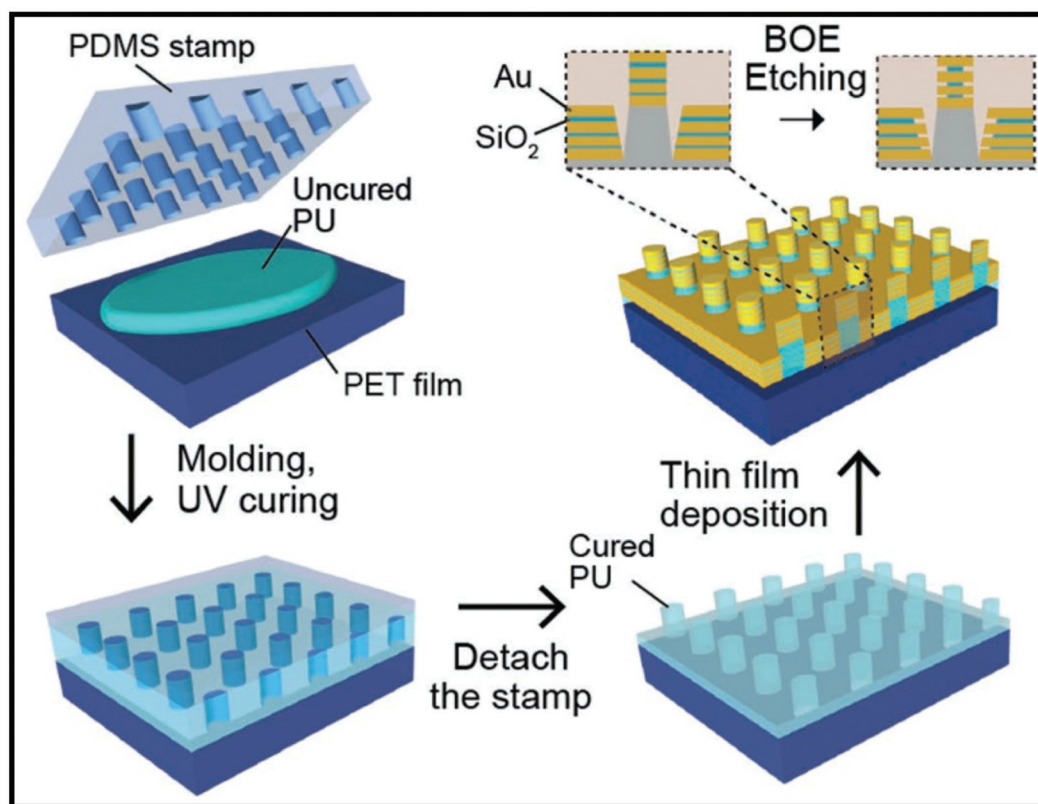 PDMS stamp
Uncured
PU
PET film
Molding,
UV curing
Detach
the stamp
Cured
PU
Thin film
deposition
Au
SiO₂
BOE
Etching